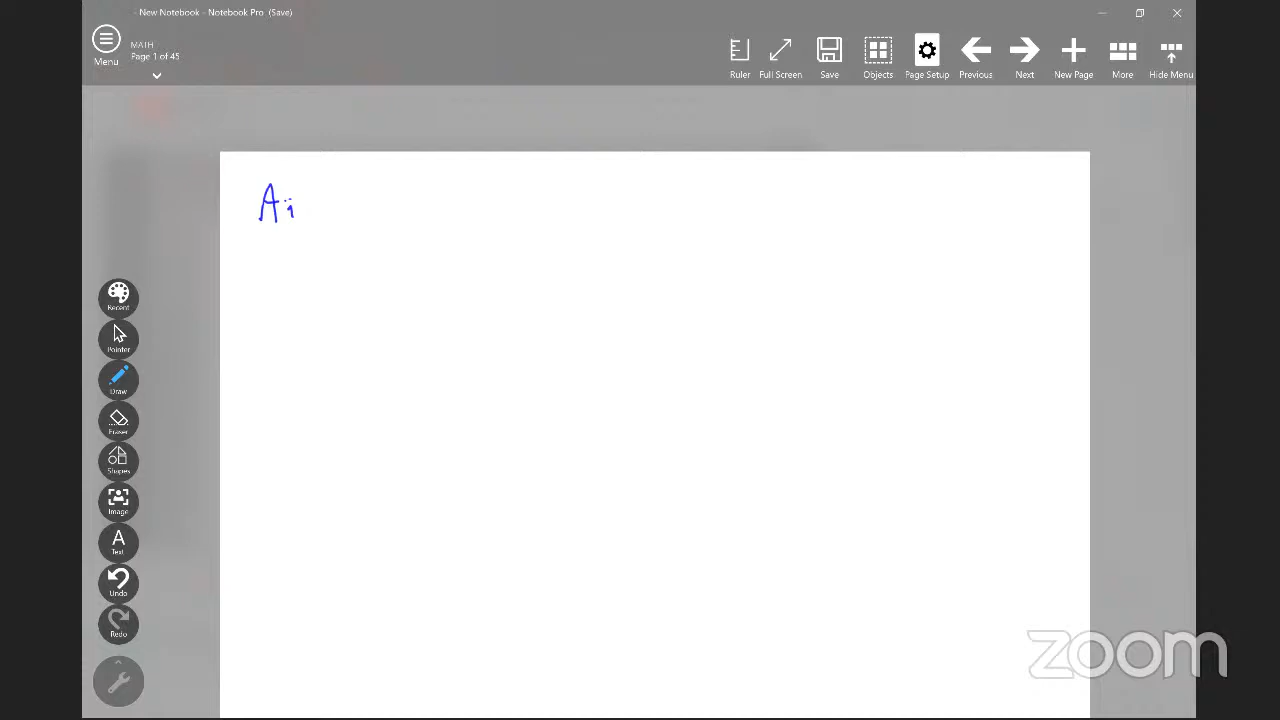 - New Notebook - Notebook Pro (Save)
Menu
MATH
Page 1 of 45
Ruler
Full Screen
Save
Objects
Page Setup
Previous
Next
New Page
More
Hide Menu
Ai
Recent
Pointer
Draw
Eraser
Shapes
Image
A
Text
Undo
Redo
zoom